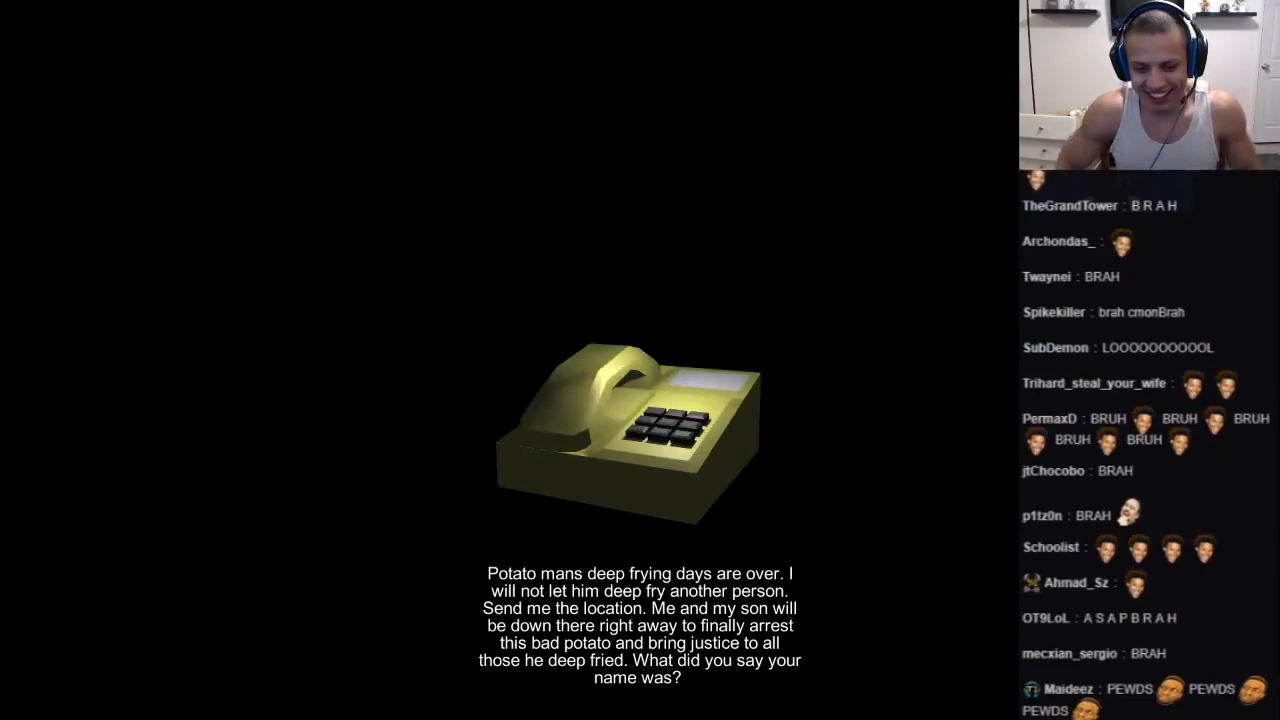 Potato mans deep frying days are over. I
will not let him deep fry another person.
Send me the location. Me and my son will
be down there right away to finally arrest
this bad potato and bring justice to all
those he deep fried. What did you say your
name was?
TheGrandTower : B R A H
Archondas_ :
Twaynei : BRAH
Spikekiller : brah cmonBrah
SubDemon : LOOOOOOOOOOL
Trihard_steal_your_wife :
PermaxD : BRUH BRUH BRUH
BRUH BRUH
jtChocobo : BRAH
p1tz0n : BRAH
Schoolist :
Ahmad_Sz :
OT9LoL : A S A P B R A H
mecxian_sergio : BRAH
Maideez : PEWDS PEWDS
PEWDS